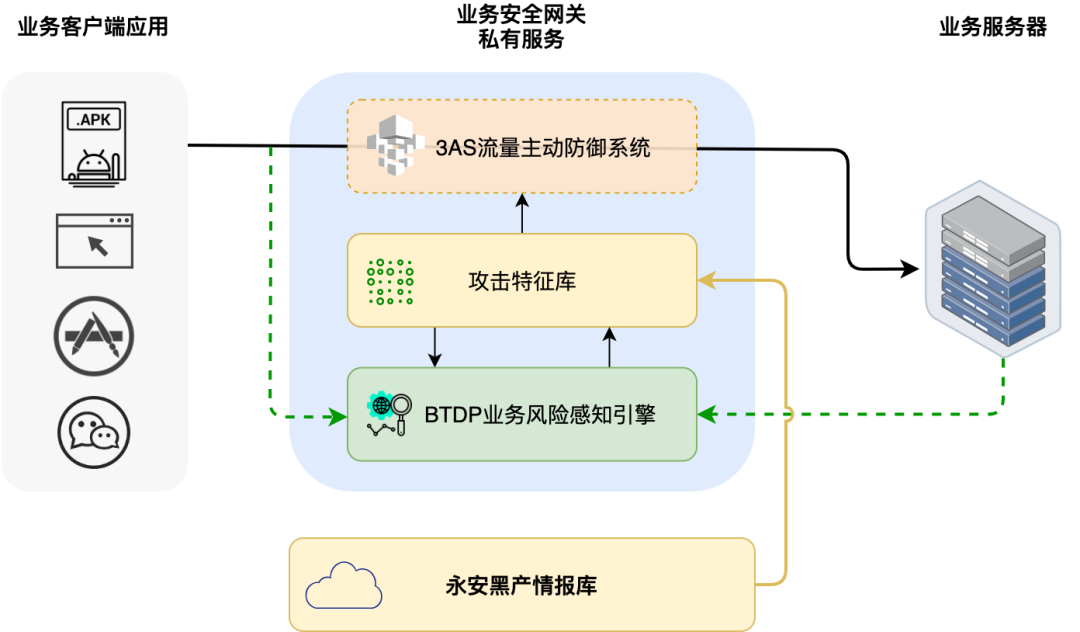 业务客户端应用
业务安全网关
私有服务
业务服务器
.APK
3AS流量主动防御系统
攻击特征库
BTDP业务风险感知引擎
永安黑产情报库